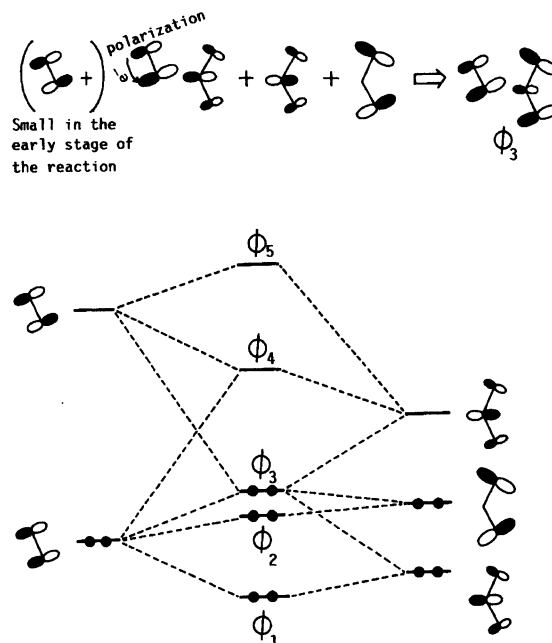 polarization
+
'e'
+
+
⇒
Small in the
early stage of
the reaction
ϕ3
ϕ5
ϕ4
ϕ3
ϕ2
ϕ1